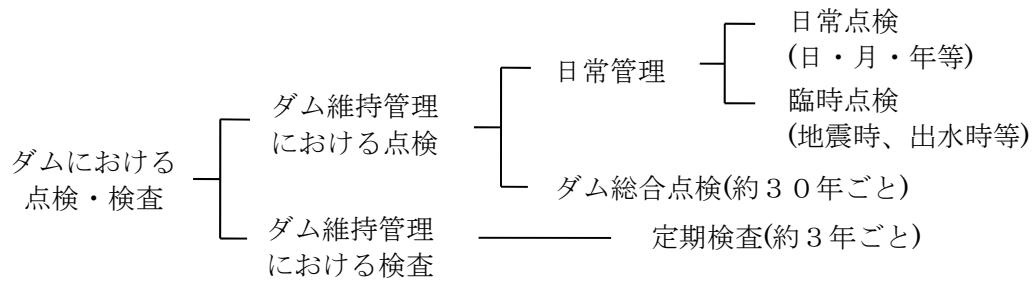 ダムにおける
点検・検査
ダム維持管理
における点検
日常管理
日常点検
(日・月・年等)
臨時点検
(地震時、出水時等)
ダム総合点検(約３０年ごと)
ダム維持管理
における検査
定期検査(約３年ごと)